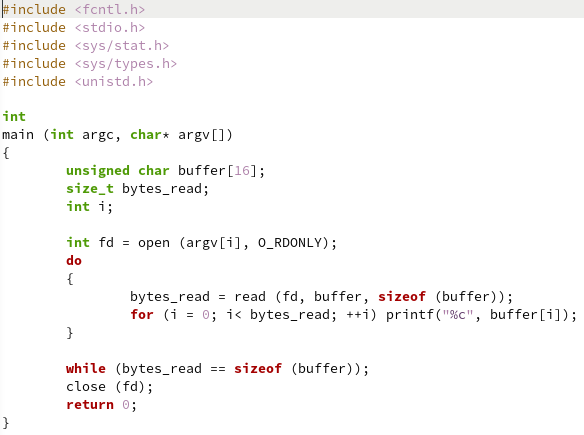 #include <fcntl.h>
#include <stdio.h>
#include <sys/stat.h>
#include <sys/types.h>
#include <unistd.h>

int
main (int argc, char* argv[])
{
        unsigned char buffer[16];
        size_t bytes_read;
        int i;

        int fd = open (argv[i], O_RDONLY);
        do
        {
                bytes_read = read (fd, buffer, sizeof (buffer));
                for (i = 0; i< bytes_read; ++i) printf("%c", buffer[i]);
        }

        while (bytes_read == sizeof (buffer));
        close (fd);
        return 0;
}